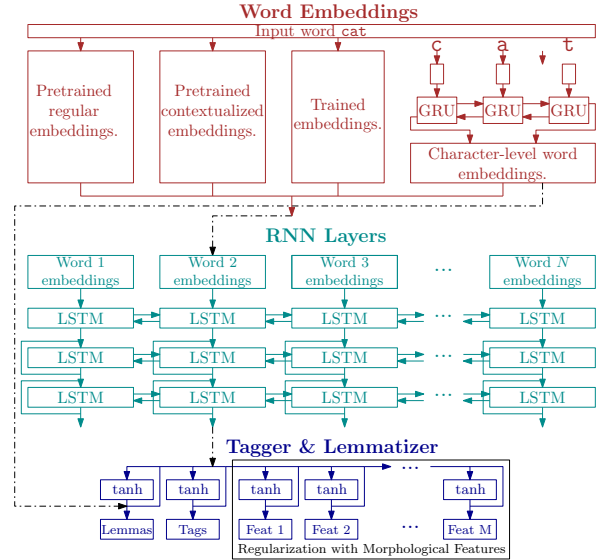 Word Embeddings
Input word cat
c a t
Pretrained
regular
embeddings.
Pretrained
contextualized
embeddings.
Trained
embeddings.
GRU GRU GRU
Character-level word
embeddings.
RNN Layers
Word 1
embeddings
Word 2
embeddings
Word 3
embeddings
...
Word N
embeddings
LSTM LSTM LSTM ... LSTM
LSTM LSTM LSTM ... LSTM
LSTM LSTM LSTM ... LSTM
Tagger & Lemmatizer
...
tanh tanh tanh tanh tanh
Lemmas Tags Feat 1 Feat 2 ... Feat M
Regularization with Morphological Features